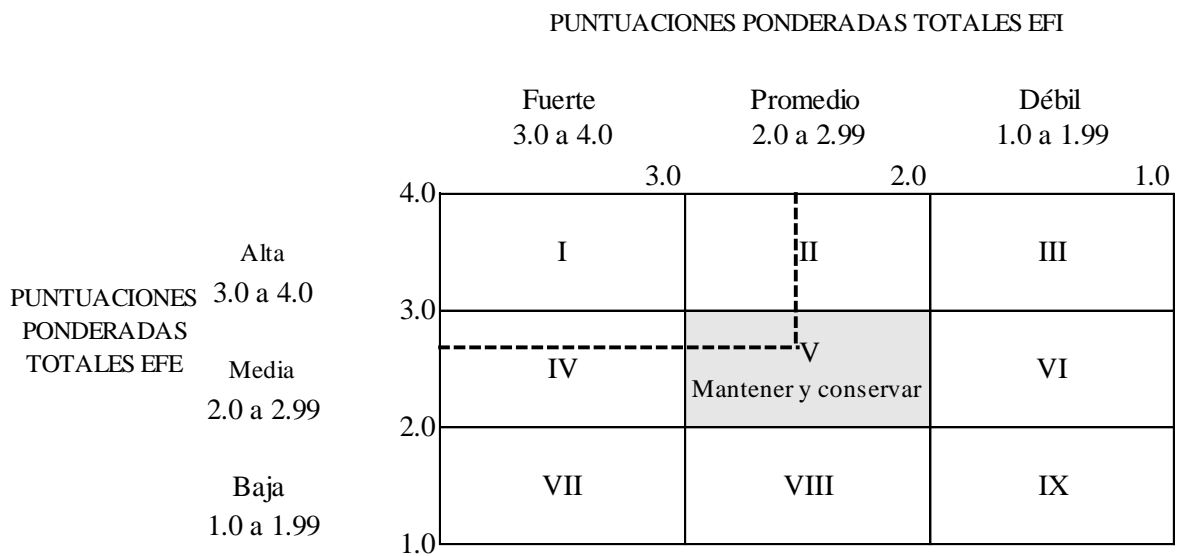 PUNTUACIONES PONDERADAS TOTALES EFI
Fuerte Promedio Débil
3.0 a 4.0 2.0 a 2.99 1.0 a 1.99
3.0 2.0 1.0
4.0
Alta I II III
3.0 a 4.0
PUNTUACIONES
PONDERADAS
TOTALES EFE
3.0
Media IV V VI
Mantener y conservar
2.0 a 2.99
2.0
Baja VII VIII IX
1.0 a 1.99
1.0